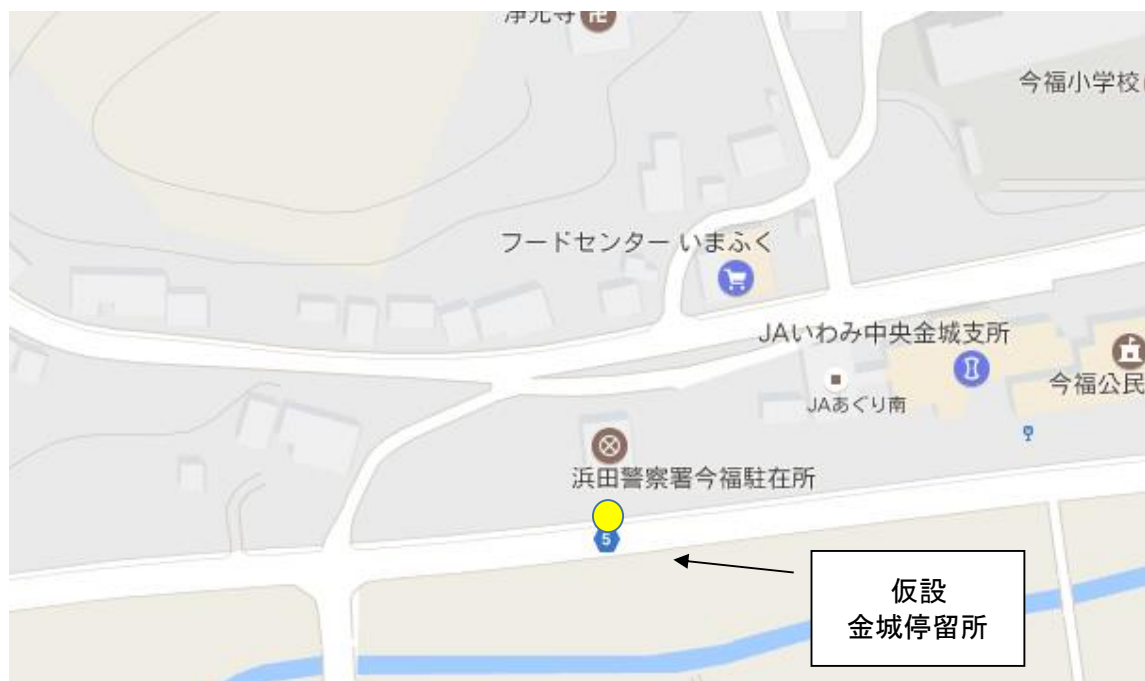 浄光寺
今福小学校
フードセンター いまふく
JAいわみ中央金城支所
今福公民
JAあぐり南
浜田警察署今福駐在所
5
仮設
金城停留所